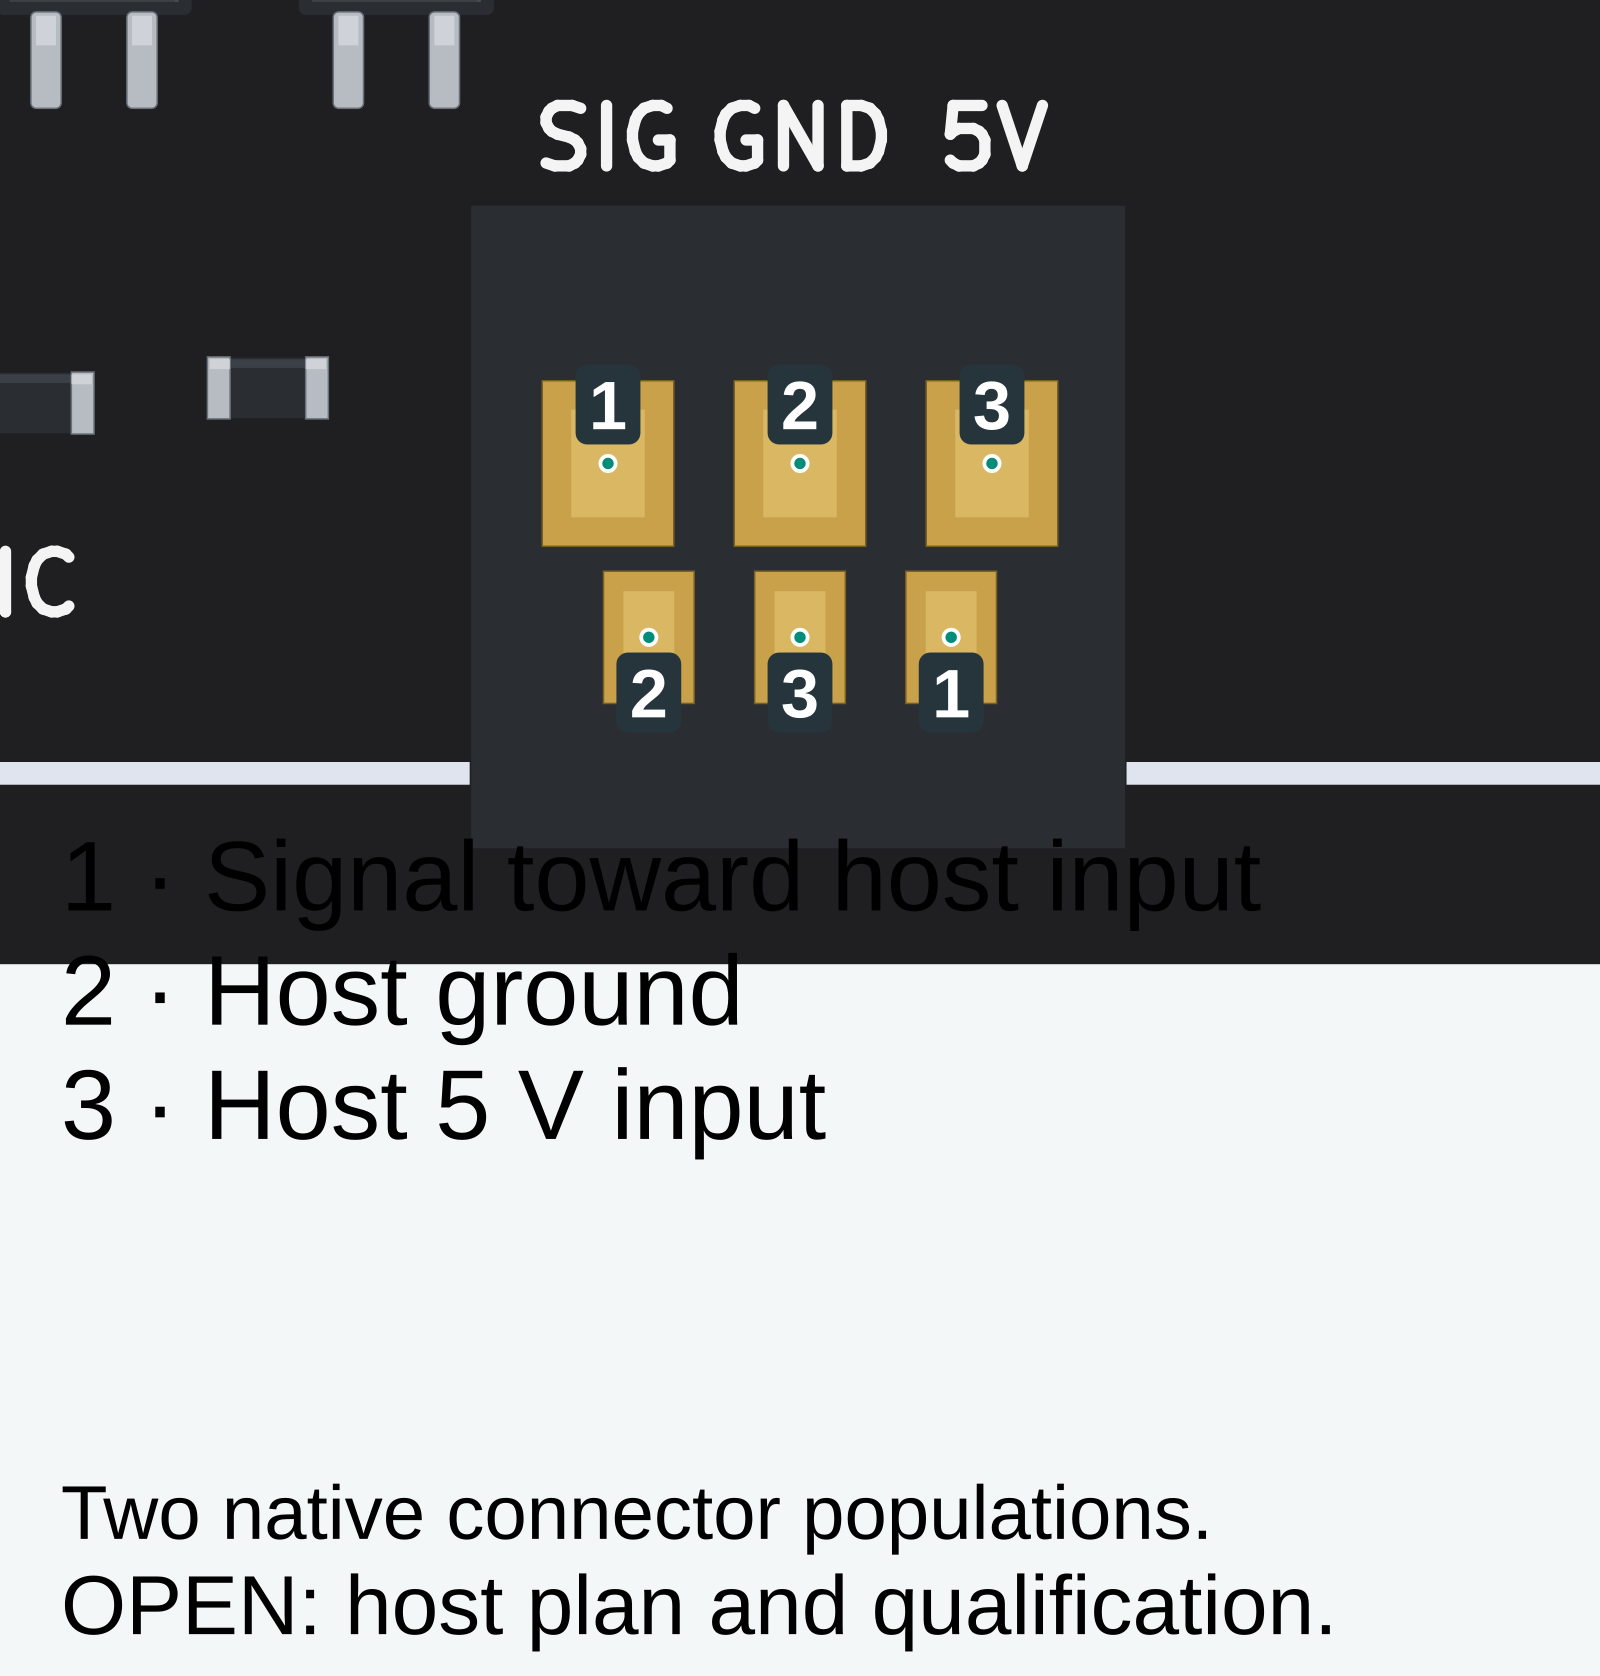 SIG GND 5V
1 2 3
IC
2 3 1
1 · Signal toward host input
2 · Host ground
3 · Host 5 V input
Two native connector populations.
OPEN: host plan and qualification.